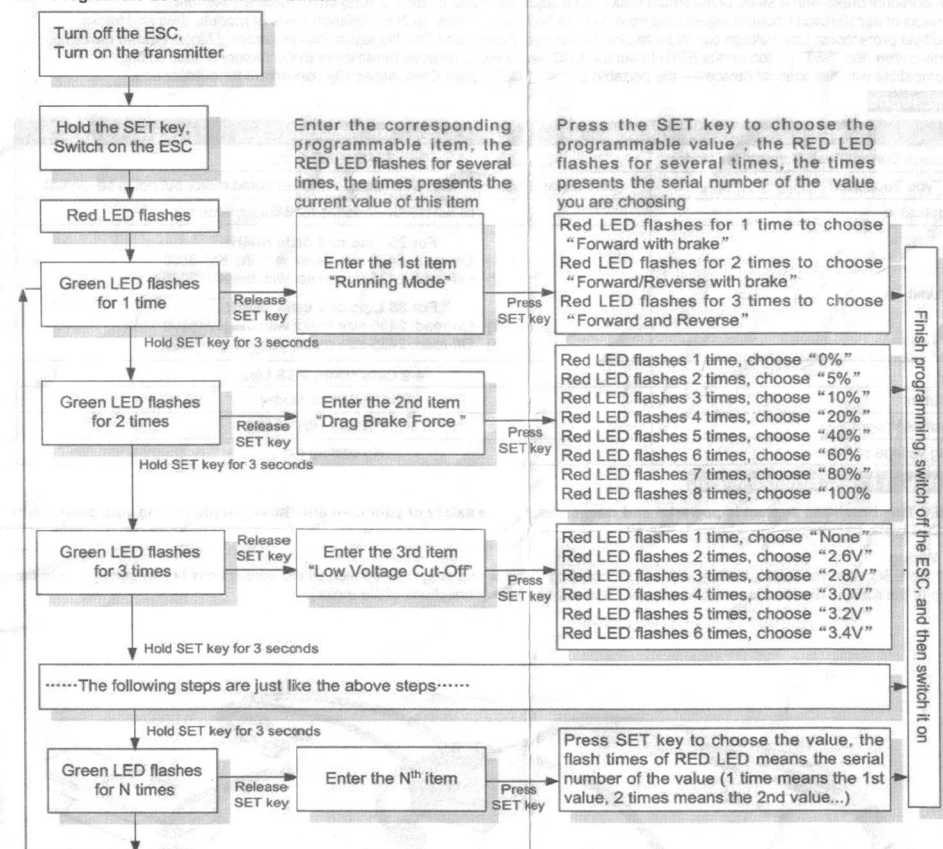 Turn off the ESC,
Turn on the transmitter
Hold the SET key,
Switch on the ESC
Enter the corresponding
programmable item, the
RED LED flashes for several
times, the times presents the
current value of this item
Press the SET key to choose the
programmable value , the RED LED
flashes for several times, the times
presents the serial number of the value
you are choosing
Red LED flashes
Green LED flashes
for 1 time
Release
SET key
Enter the 1st item
"Running Mode"
Press
SET key
Red LED flashes for 1 time to choose
"Forward with brake"
Red LED flashes for 2 times to choose
"Forward/Reverse with brake"
Red LED flashes for 3 times to choose
"Forward and Reverse"
Hold SET key for 3 seconds
Green LED flashes
for 2 times
Release
SET key
Enter the 2nd item
"Drag Brake Force "
Press
SET key
Red LED flashes 1 time, choose "0%"
Red LED flashes 2 times, choose "5%"
Red LED flashes 3 times, choose "10%"
Red LED flashes 4 times, choose "20%"
Red LED flashes 5 times, choose "40%"
Red LED flashes 6 times, choose "60%
Red LED flashes 7 times, choose "80%"
Red LED flashes 8 times, choose "100%
Hold SET key for 3 seconds
Green LED flashes
for 3 times
Release
SET key
Enter the 3rd item
"Low Voltage Cut-Off"
Press
SET key
Red LED flashes 1 time, choose "None"
Red LED flashes 2 times, choose "2.6V"
Red LED flashes 3 times, choose "2.8/V"
Red LED flashes 4 times, choose "3.0V"
Red LED flashes 5 times, choose "3.2V"
Red LED flashes 6 times, choose "3.4V"
Hold SET key for 3 seconds
······The following steps are just like the above steps······
Hold SET key for 3 seconds
Green LED flashes
for N times
Release
SET key
Enter the Nth item
Press
SET key
Press SET key to choose the value, the
flash times of RED LED means the serial
number of the value (1 time means the 1st
value, 2 times means the 2nd value...)
Finish programming, switch off the ESC, and then switch it on